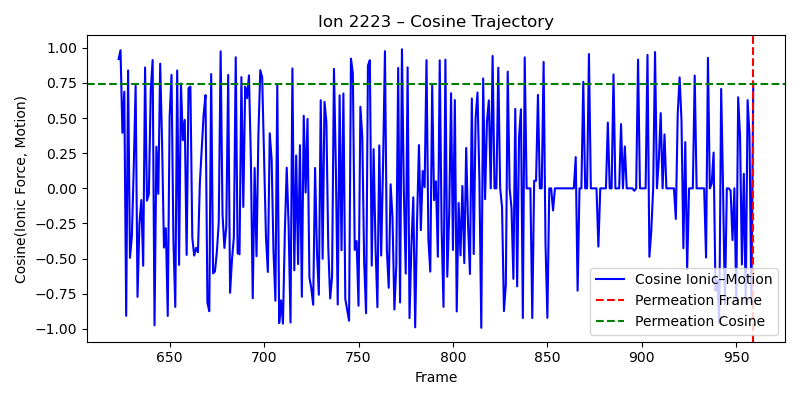 Ion 2223 – Cosine Trajectory
Cosine(Ionic Force, Motion)
1.00
0.75
0.50
0.25
0.00
−0.25
−0.50
−0.75
−1.00
Cosine Ionic–Motion
Permeation Frame
Permeation Cosine
650
700
750
800
850
900
950
Frame